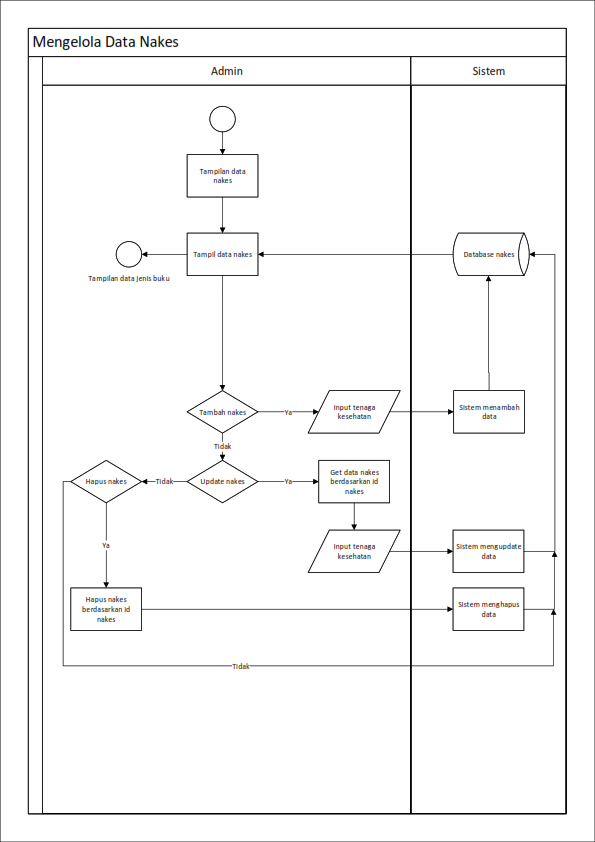 Mengelola Data Nakes
Admin
Sistem
Tampilan data
nakes
Tampil data nakes
Database nakes
Tampilan data jenis buku
Tambah nakes
Ya
Input tenaga
kesehatan
Sistem menambah
data
Tidak
Hapus nakes
Tidak
Update nakes
Ya
Get data nakes
berdasarkan id
nakes
Ya
Input tenaga
kesehatan
Sistem mengupdate
data
Hapus nakes
berdasarkan id
nakes
Sistem menghapus
data
Tidak